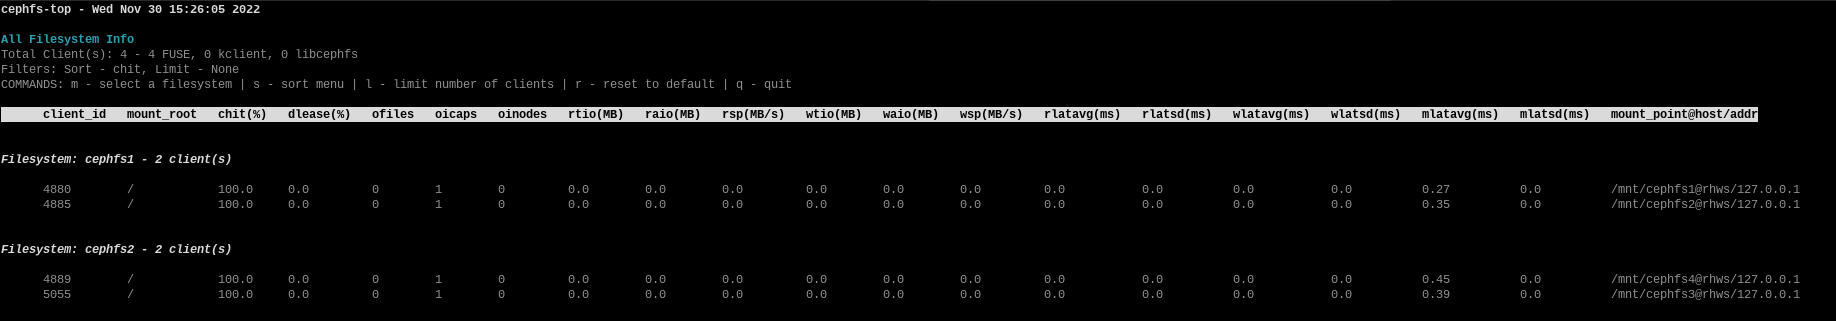 cephfs-top - Wed Nov 30 15:26:05 2022
All Filesystem Info
Total Client(s): 4 - 4 FUSE, 0 kclient, 0 libcephfs
Filters: Sort - chit, Limit - None
COMMANDS: m - select a filesystem | s - sort menu | l - limit number of clients | r - reset to default | q - quit
client_id mount_root chit(%) dlease(%) ofiles oicaps oinodes rtio(MB) raio(MB) rsp(MB/s) wtio(MB) waio(MB) wsp(MB/s) rlatavg(ms) rlatsd(ms) wlatavg(ms) wlatsd(ms) mlatavg(ms) mlatsd(ms) mount_point@host/addr
Filesystem: cephfs1 - 2 client(s)
4880 / 100.0 0.0 0 1 0 0.0 0.0 0.0 0.0 0.0 0.0 0.0 0.0 0.0 0.0 0.27 0.0 /mnt/cephfs1@rhws/127.0.0.1
4885 / 100.0 0.0 0 1 0 0.0 0.0 0.0 0.0 0.0 0.0 0.0 0.0 0.0 0.0 0.35 0.0 /mnt/cephfs2@rhws/127.0.0.1
Filesystem: cephfs2 - 2 client(s)
4889 / 100.0 0.0 0 1 0 0.0 0.0 0.0 0.0 0.0 0.0 0.0 0.0 0.0 0.0 0.45 0.0 /mnt/cephfs4@rhws/127.0.0.1
5055 / 100.0 0.0 0 1 0 0.0 0.0 0.0 0.0 0.0 0.0 0.0 0.0 0.0 0.0 0.39 0.0 /mnt/cephfs3@rhws/127.0.0.1